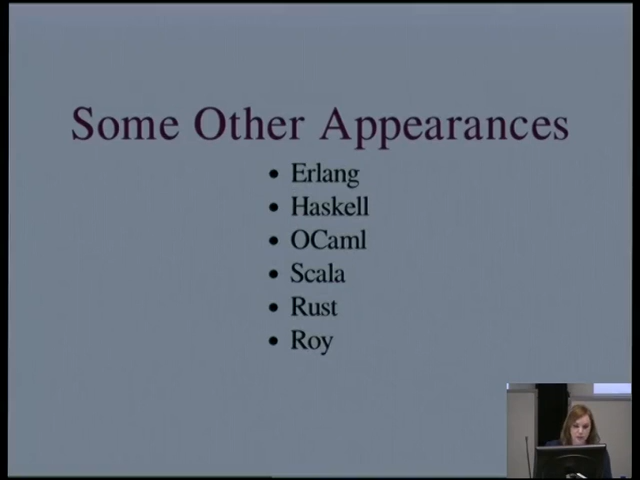 Some Other Appearances
• Erlang
• Haskell
• OCaml
• Scala
• Rust
• Roy